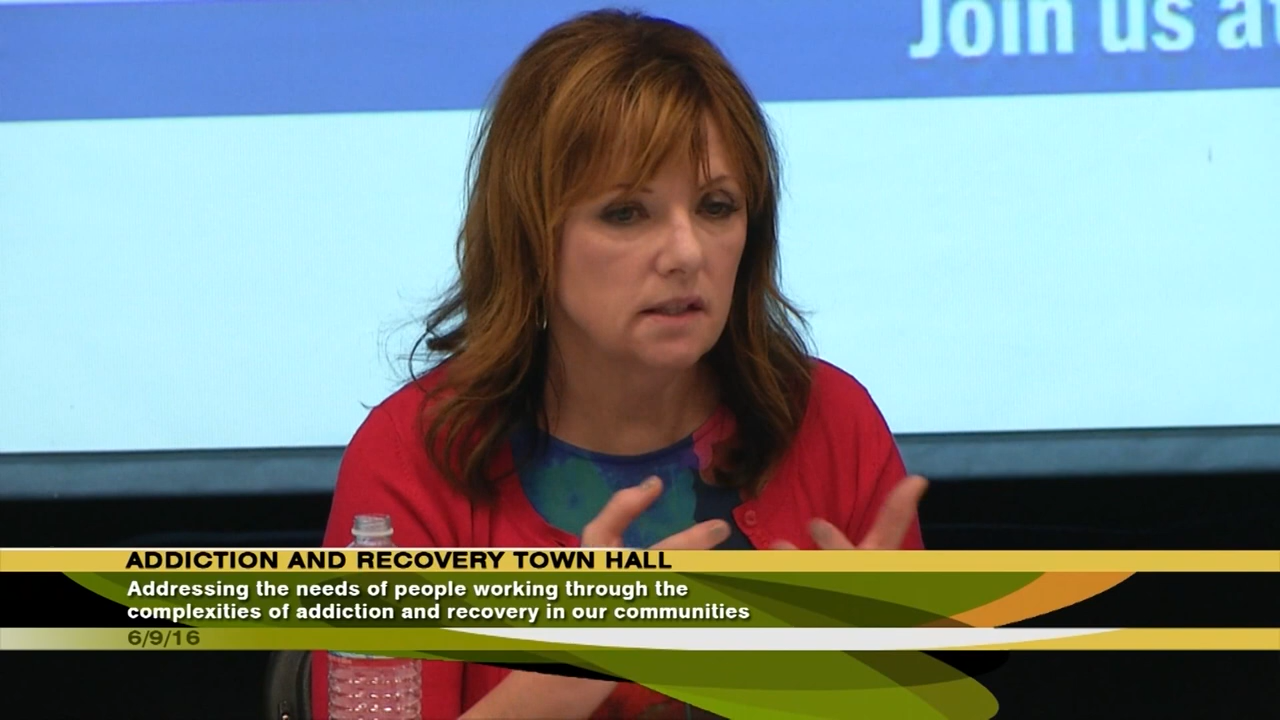 Join us at
ADDICTION AND RECOVERY TOWN HALL
Addressing the needs of people working through the
complexities of addiction and recovery in our communities
6/9/16